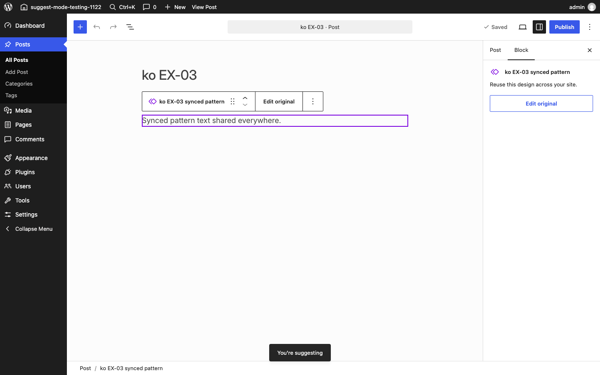 suggest-mode-testing-1122 Ctrl+K 0 New View Post admin
Dashboard
Posts
All Posts
Add Post
Categories
Tags
Media
Pages
Comments
Appearance
Plugins
Users
Tools
Settings
Collapse Menu
ko EX-03 · Post
Saved
Publish
ko EX-03
ko EX-03 synced pattern
Edit original
Synced pattern text shared everywhere.
Post Block
ko EX-03 synced pattern
Reuse this design across your site.
Edit original
You're suggesting
Post / ko EX-03 synced pattern